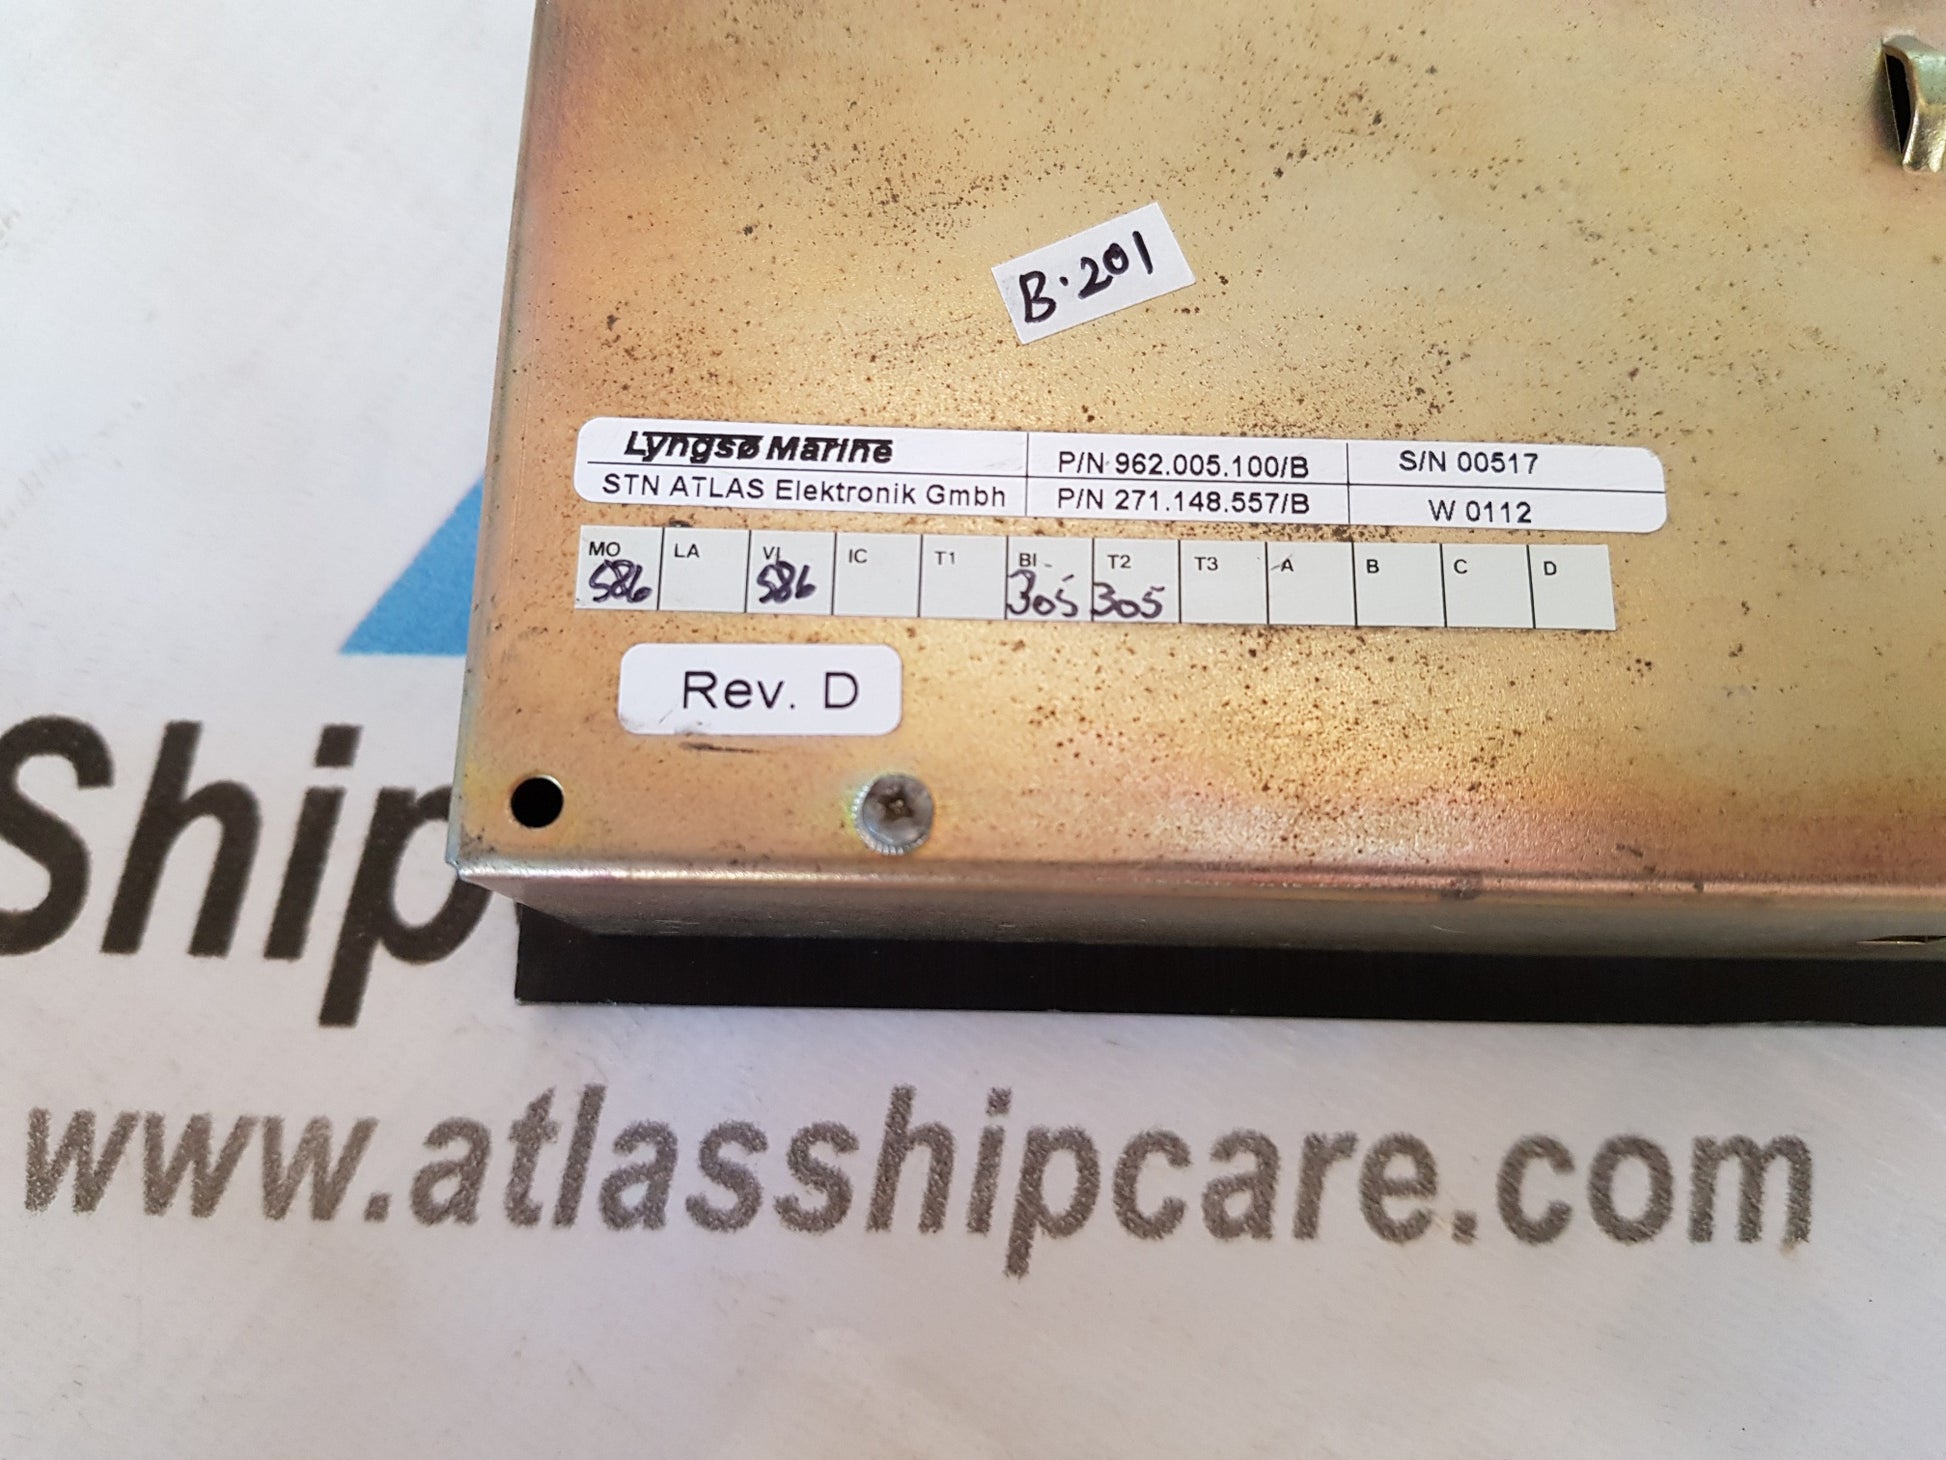 B.201
Lyngsø Marine P/N 962.005.100/B S/N 00517
STN ATLAS Elektronik Gmbh P/N 271.148.557/B W 0112
MO LA VI IC T1 BI T2 T3 A B C D
586 586 305 305
Rev. D
Ship
www.atlasshipcare.com